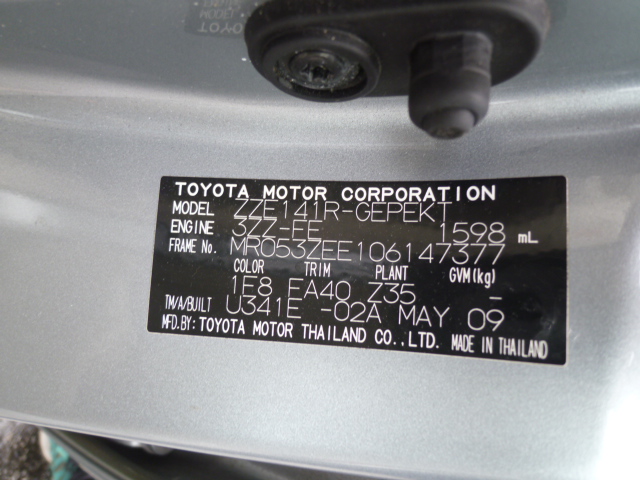 TOYOTA MOTOR CORPORATION
MODEL ZZE141R-GEPEKT
ENGINE 3ZZ-FE 1598 mL
FRAME No. MR053ZEE106147377
COLOR TRIM PLANT GVM(kg)
1E8 EA40 Z35 -
TM/A/BUILT U341E -02A MAY 09
MFD.BY: TOYOTA MOTOR THAILAND CO.,LTD. MADE IN THAILAND